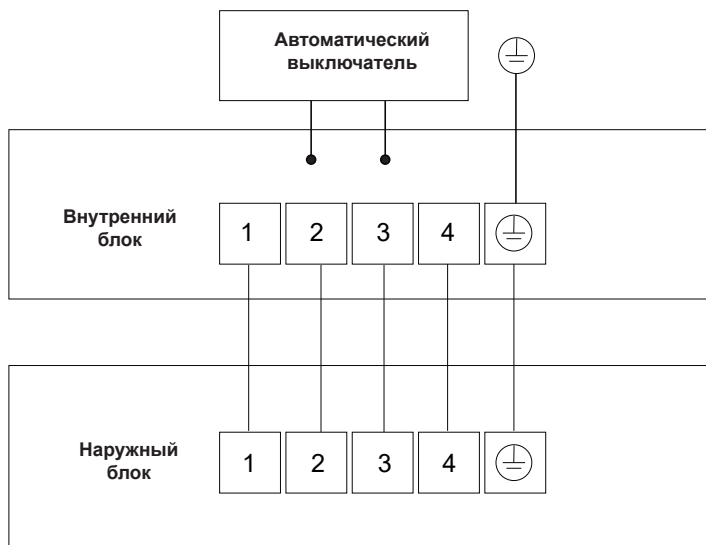 Автоматический
выключатель
Внутренний
блок
1 2 3 4
Наружный
блок
1 2 3 4